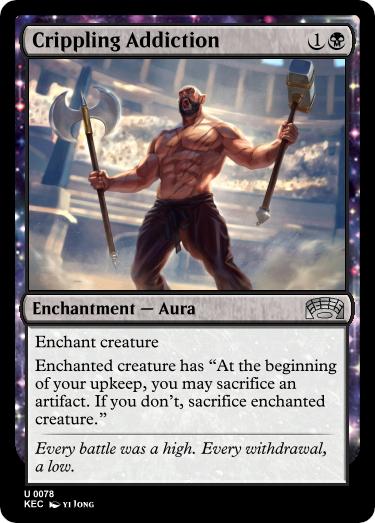 Crippling Addiction 1
Enchantment — Aura
Enchant creature
Enchanted creature has “At the beginning
of your upkeep, you may sacrifice an
artifact. If you don’t, sacrifice enchanted
creature.”
Every battle was a high. Every withdrawal,
a low.
U 0078
KEC YI JONG